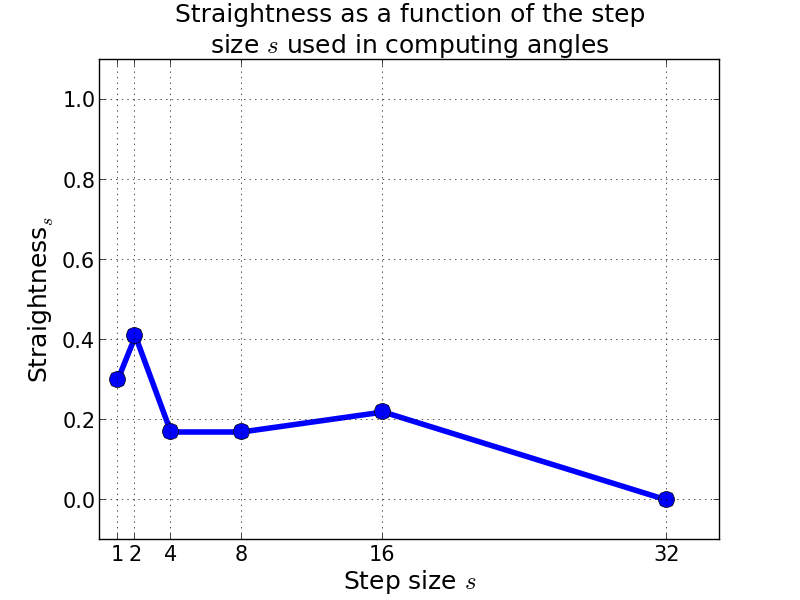 Straightness as a function of the step
size s used in computing angles
Straightness_s
1.0
0.8
0.6
0.4
0.2
0.0
1 2 4 8 16 32
Step size s